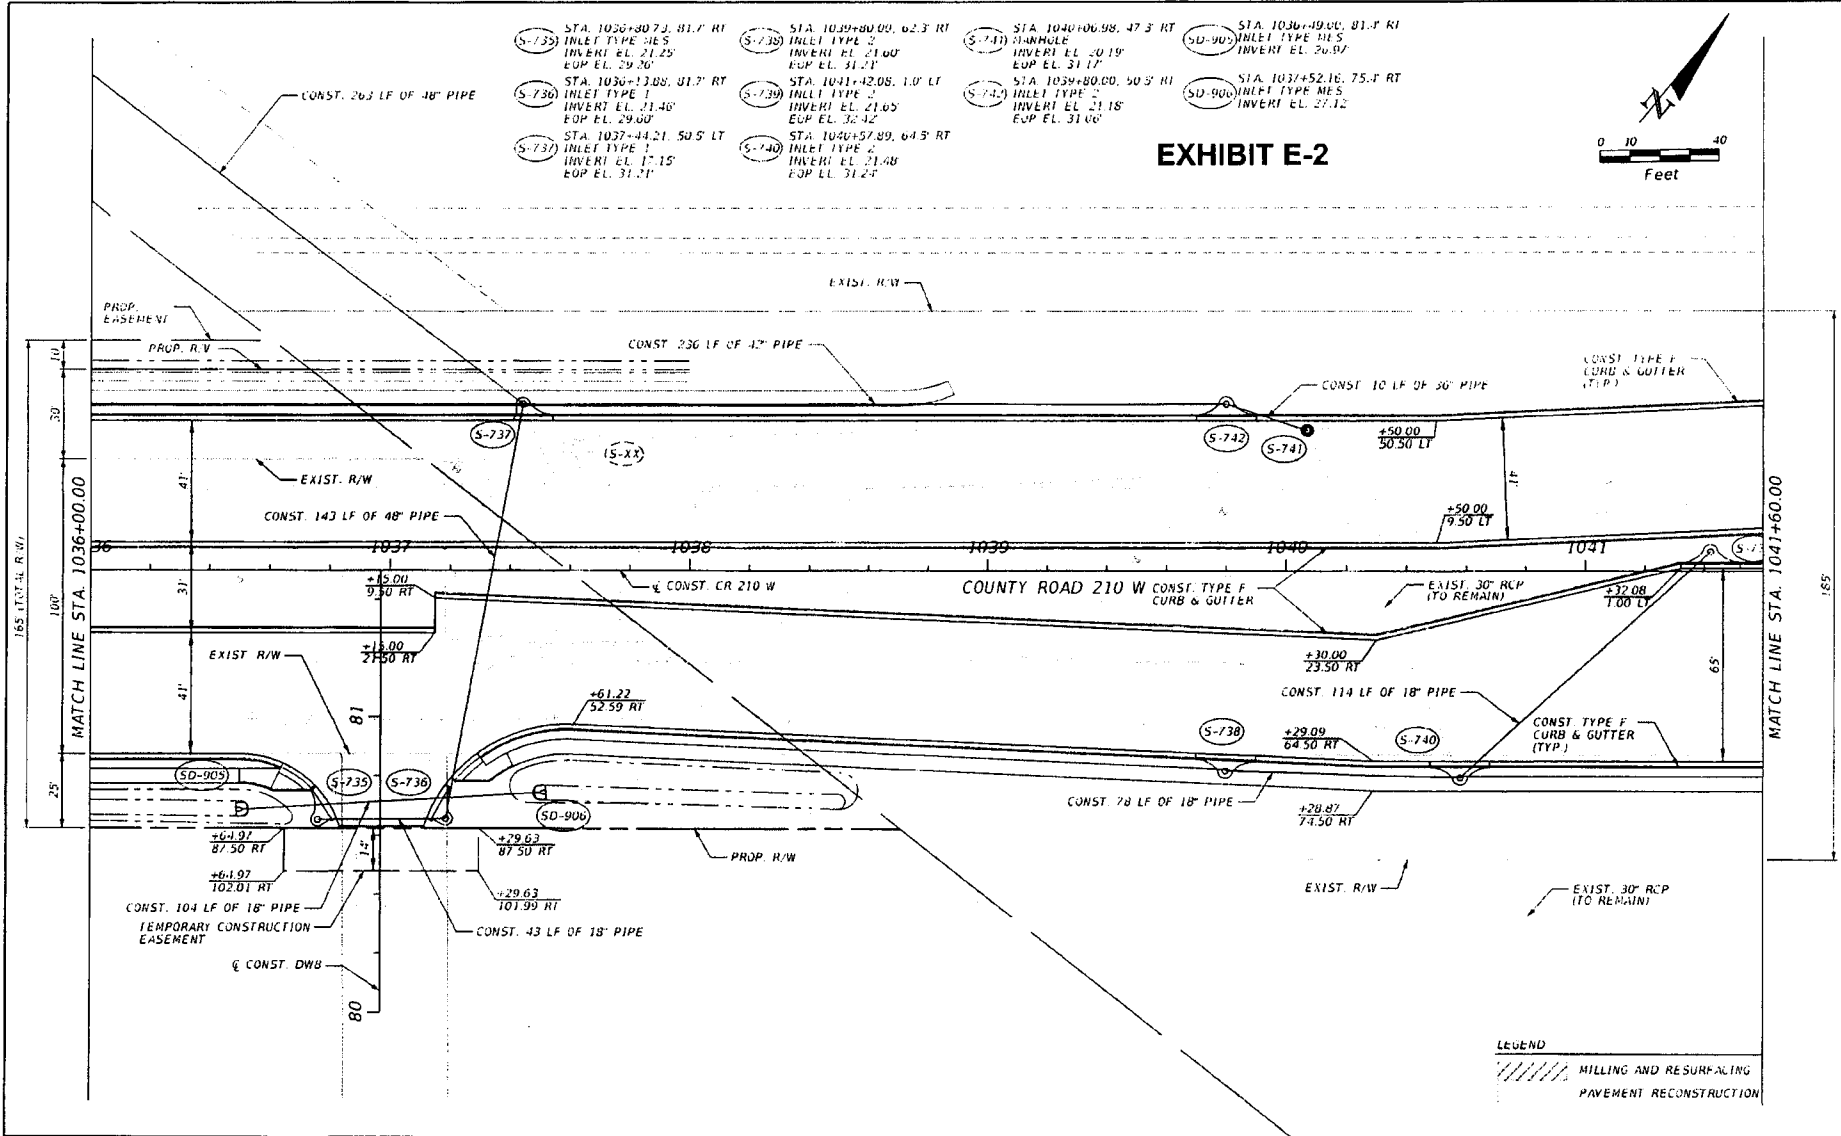 S-735
STA. 1036+80.73, 81.7' RT
INLET TYPE MES
INVERT EL. 21.25'
EOP EL. 29.26'
S-736
STA. 1036+13.88, 81.7' RT
INLET TYPE 1
INVERT EL. 21.46'
EOP EL. 29.60'
S-737
STA. 1037+44.21, 50.5' LT
INLET TYPE 1
INVERT EL. 17.15'
EOP EL. 31.21'
S-738
STA. 1039+80.00, 62.3' RT
INLET TYPE 2
INVERT EL. 21.60'
EOP EL. 31.21'
S-739
STA. 1041+42.08, 1.0' LT
INLET TYPE 2
INVERT EL. 21.65'
EOP EL. 32.42'
S-740
STA. 1040+57.89, 64.5' RT
INLET TYPE 2
INVERT EL. 21.48'
EOP EL. 31.24'
S-741
STA. 1040+06.98, 47.3' RT
MANHOLE
INVERT EL. 20.19'
EOP EL. 31.17'
S-742
STA. 1039+80.00, 50.5' RT
INLET TYPE 2
INVERT EL. 21.18'
EOP EL. 31.06'
SD-905
STA. 1036+49.00, 81.4' RT
INLET TYPE MES
INVERT EL. 26.97'
SD-906
STA. 1037+52.16, 75.4' RT
INLET TYPE MES
INVERT EL. 27.12'
EXHIBIT E-2
N
0 10 40
Feet
CONST. 263 LF OF 48" PIPE
EXIST. R/W
PROP.
EASEMENT
PROP. R/W
CONST. 236 LF OF 42" PIPE
CONST. 10 LF OF 36" PIPE
CONST. TYPE F
CURB & GUTTER
(TYP.)
10'
30'
100'
25'
165' (TOTAL R/W)
MATCH LINE STA. 1036+00.00
S-737
(S-XX)
S-742
S-741
+50.00
50.50 LT
EXIST. R/W
41'
41'
CONST. 143 LF OF 48" PIPE
+50.00
9.50 LT
36
1037
1038
1039
1040
1041
S-73
31'
+15.00
9.50 RT
℄ CONST. CR 210 W
COUNTY ROAD 210 W
CONST. TYPE F
CURB & GUTTER
EXIST. 30" RCP
(TO REMAIN)
+32.08
1.00 LT
+15.00
21.50 RT
EXIST R/W
41'
+30.00
23.50 RT
65'
185'
MATCH LINE STA. 1041+60.00
+61.22
52.59 RT
CONST. 114 LF OF 18" PIPE
81
S-738
+29.09
64.50 RT
S-740
CONST. TYPE F
CURB & GUTTER
(TYP.)
SD-905
S-735
S-736
SD-906
CONST. 78 LF OF 18" PIPE
+28.87
74.50 RT
+64.97
87.50 RT
14'
+29.63
87.50 RT
PROP. R/W
+64.97
102.01 RT
+29.63
101.99 RT
EXIST. R/W
EXIST. 30" RCP
(TO REMAIN)
CONST. 104 LF OF 18" PIPE
TEMPORARY CONSTRUCTION
EASEMENT
CONST. 43 LF OF 18" PIPE
℄ CONST. DW8
80
LEGEND
MILLING AND RESURFACING
PAVEMENT RECONSTRUCTION